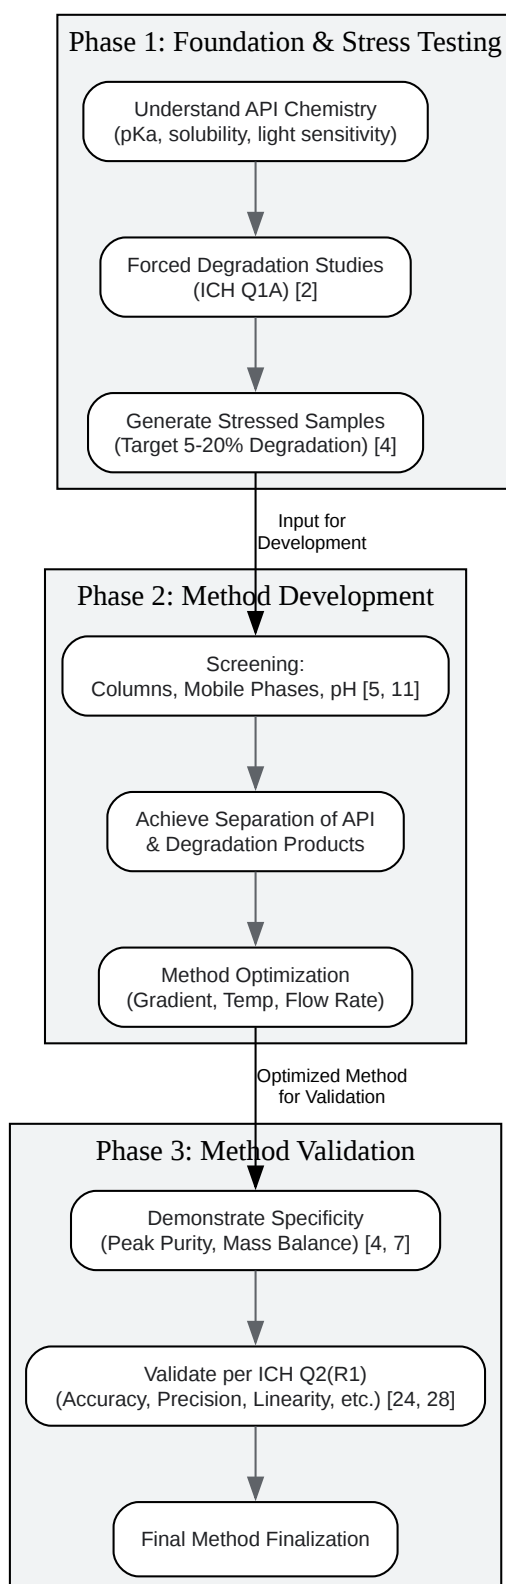 Phase 1: Foundation & Stress Testing
Understand API Chemistry
(pKa, solubility, light sensitivity)
Forced Degradation Studies
(ICH Q1A) [2]
Generate Stressed Samples
(Target 5-20% Degradation) [4]
Input for
Development
Phase 2: Method Development
Screening:
Columns, Mobile Phases, pH [5, 11]
Achieve Separation of API
& Degradation Products
Method Optimization
(Gradient, Temp, Flow Rate)
Optimized Method
for Validation
Phase 3: Method Validation
Demonstrate Specificity
(Peak Purity, Mass Balance) [4, 7]
Validate per ICH Q2(R1)
(Accuracy, Precision, Linearity, etc.) [24, 28]
Final Method Finalization